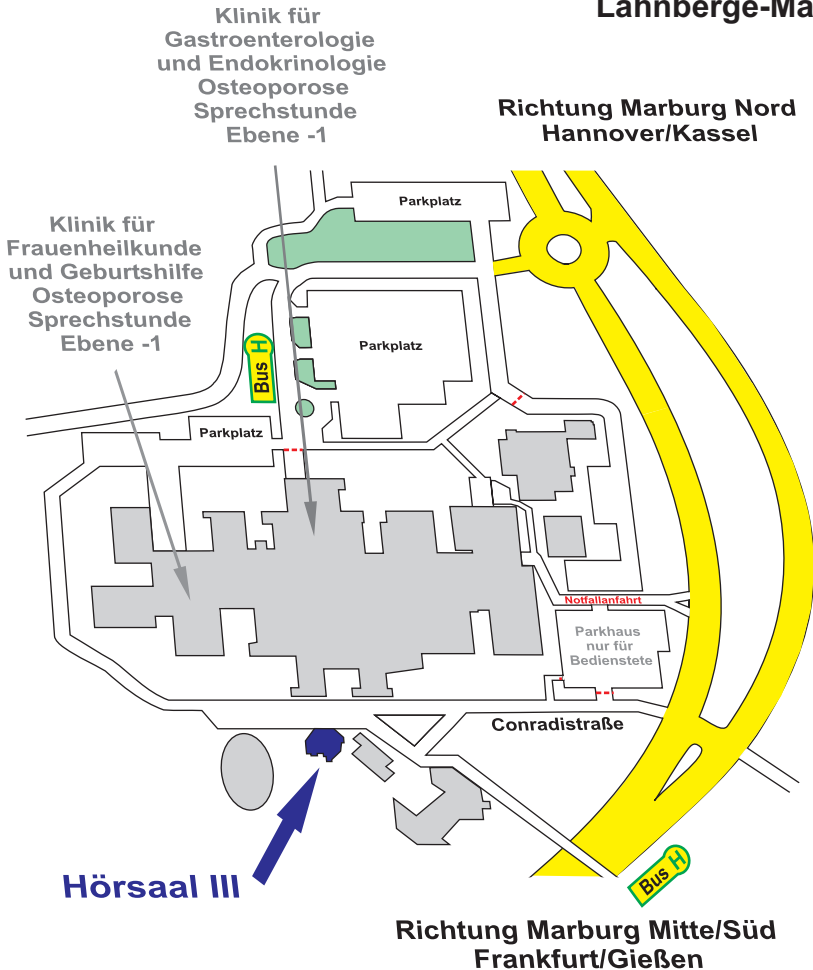 Lahnberge-Ma
Klinik für
Gastroenterologie
und Endokrinologie
Osteoporose
Sprechstunde
Ebene -1
Richtung Marburg Nord
Hannover/Kassel
Parkplatz
Klinik für
Frauenheilkunde
und Geburtshilfe
Osteoporose
Sprechstunde
Ebene -1
Parkplatz
Bus H
Parkplatz
Notfallanfahrt
Parkhaus
nur für
Bedienstete
Conradistraße
Hörsaal III
Bus H
Richtung Marburg Mitte/Süd
Frankfurt/Gießen